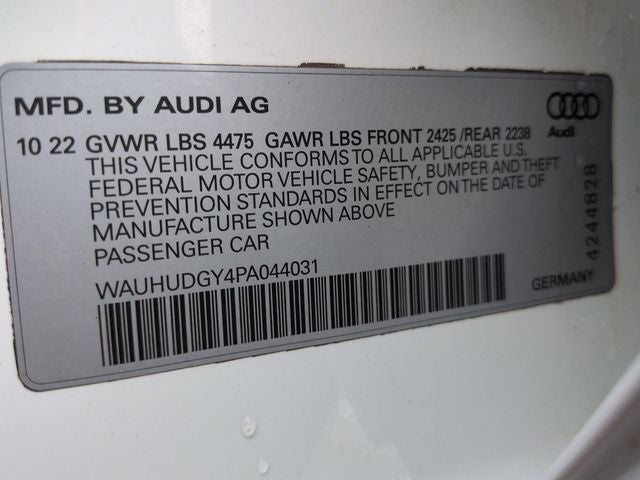 MFD. BY AUDI AG
10 22 GVWR LBS 4475 GAWR LBS FRONT 2425 /REAR 2238
THIS VEHICLE CONFORMS TO ALL APPLICABLE U.S.
FEDERAL MOTOR VEHICLE SAFETY, BUMPER AND THEFT
PREVENTION STANDARDS IN EFFECT ON THE DATE OF
MANUFACTURE SHOWN ABOVE
PASSENGER CAR
WAUHUDGY4PA044031
Audi
4244828
GERMANY